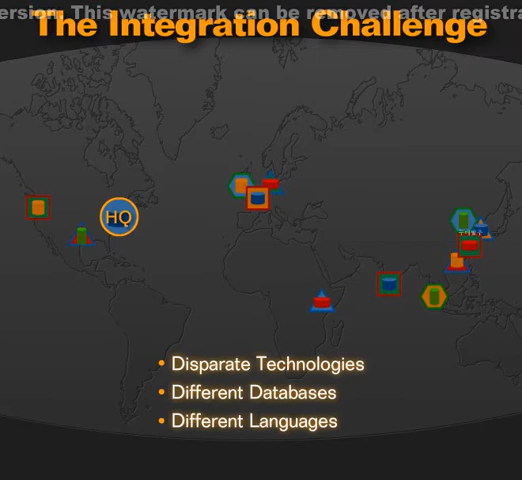 ersion. This watermark can be removed after registra
The Integration Challenge
HQ
• Disparate Technologies
• Different Databases
• Different Languages